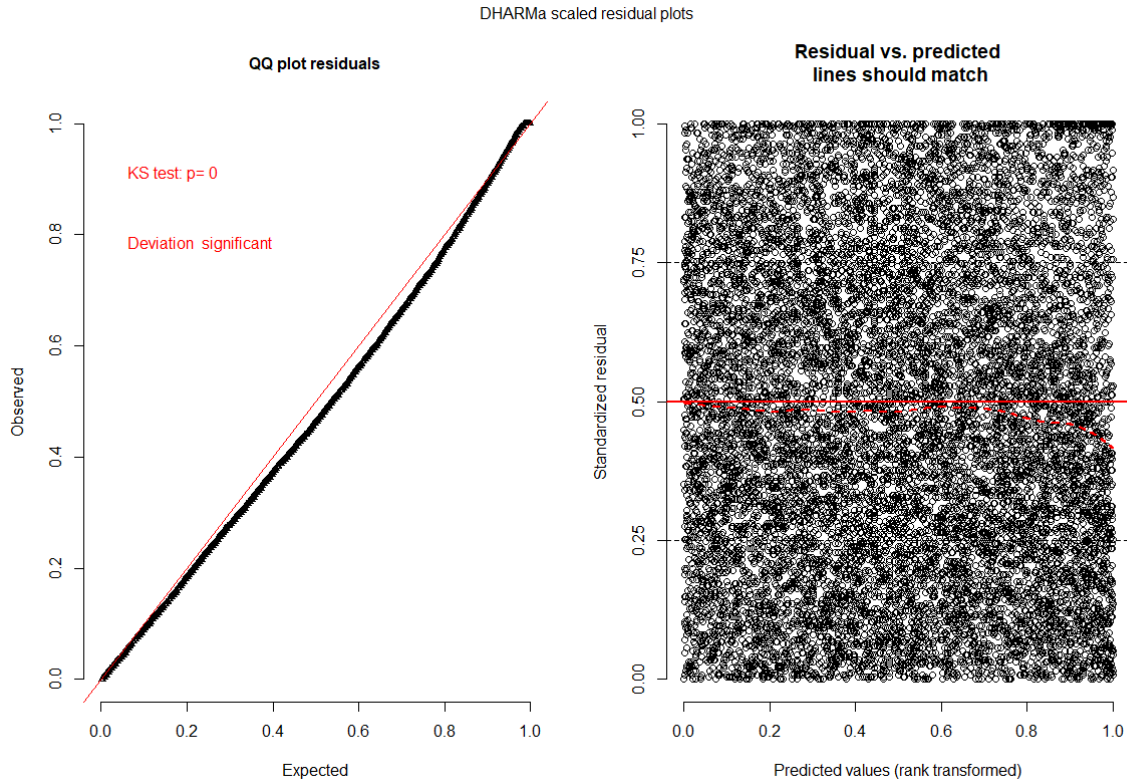 DHARMa scaled residual plots
QQ plot residuals
KS test: p= 0
Deviation significant
Observed
0.0
0.2
0.4
0.6
0.8
1.0
0.0 0.2 0.4 0.6 0.8 1.0
Expected
Residual vs. predicted
lines should match
Standardized residual
0.00
0.25
0.50
0.75
1.00
0.0 0.2 0.4 0.6 0.8 1.0
Predicted values (rank transformed)